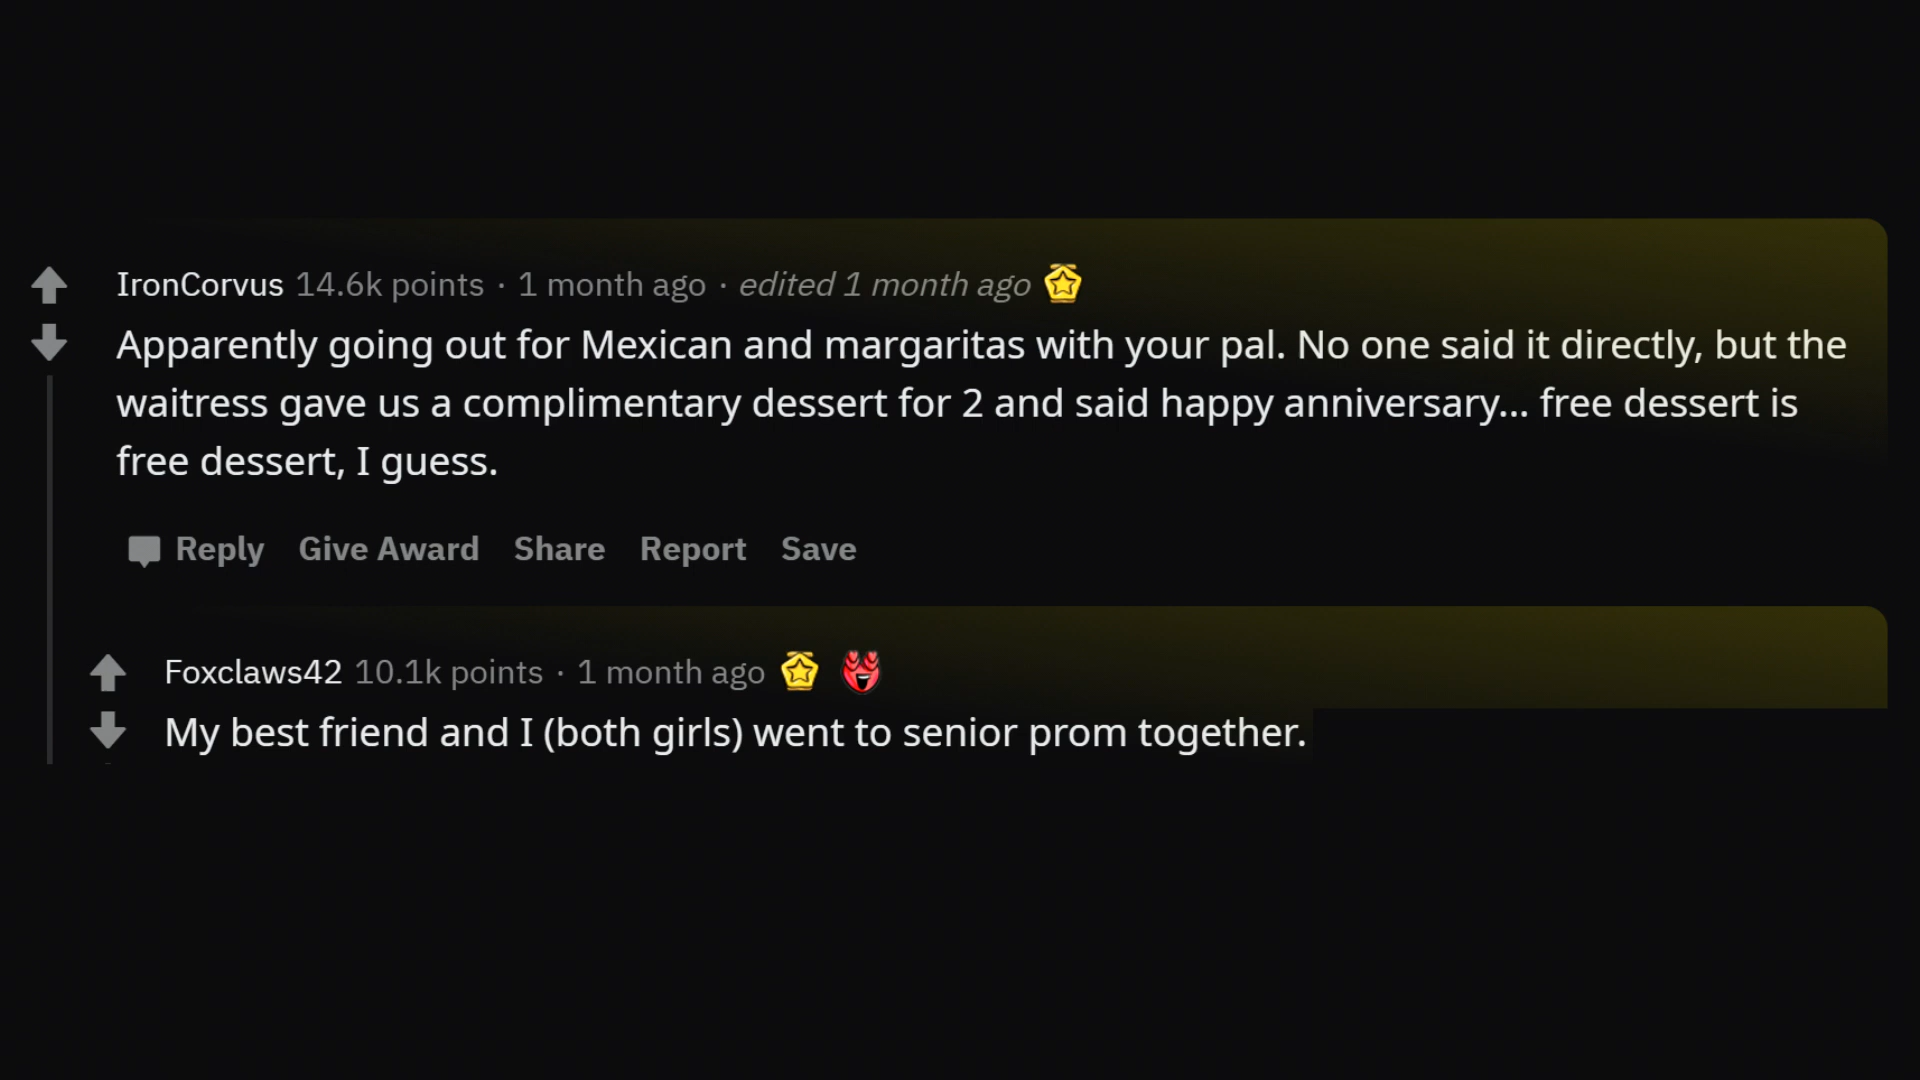 IronCorvus 14.6k points · 1 month ago · edited 1 month ago
Apparently going out for Mexican and margaritas with your pal. No one said it directly, but the
waitress gave us a complimentary dessert for 2 and said happy anniversary... free dessert is
free dessert, I guess.
Reply Give Award Share Report Save
Foxclaws42 10.1k points · 1 month ago
My best friend and I (both girls) went to senior prom together.